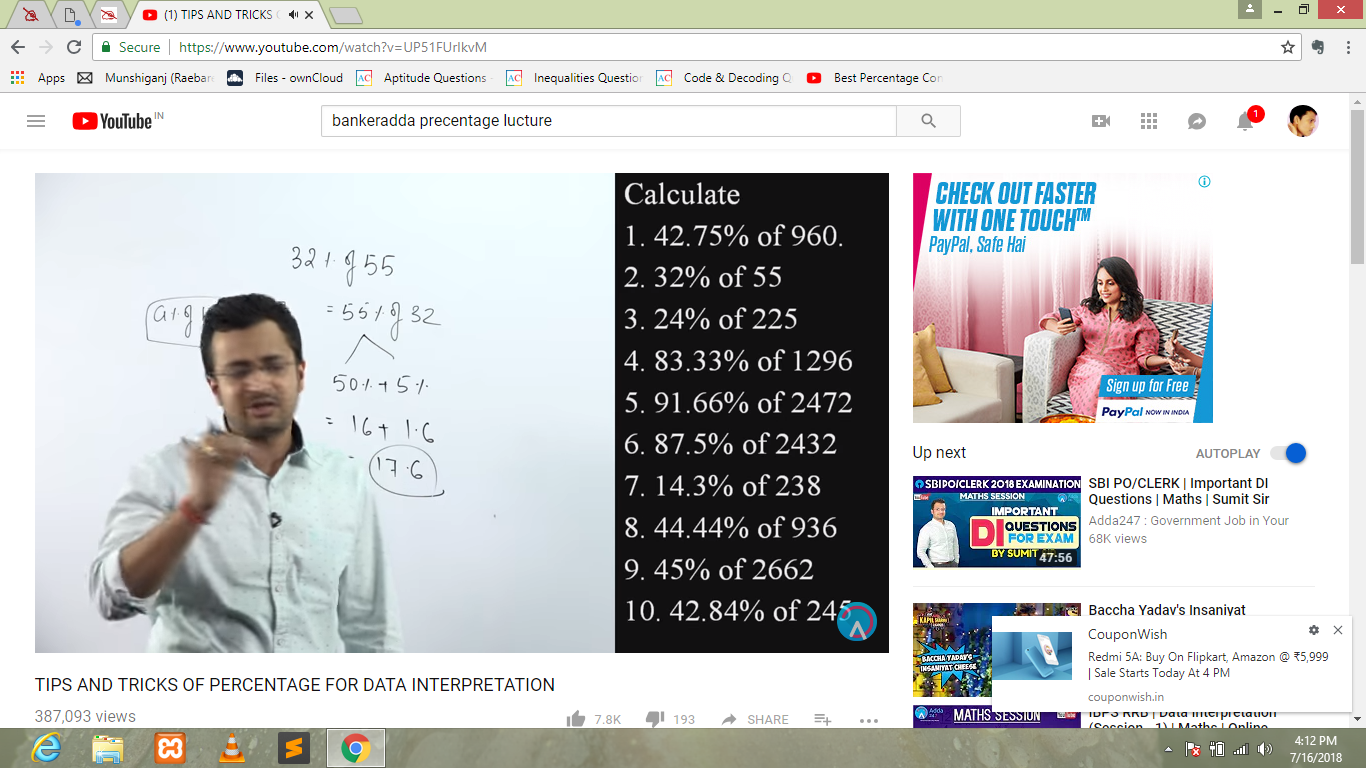 (1) TIPS AND TRICKS
Secure https://www.youtube.com/watch?v=UP51FUrlkvM
Apps Munshiganj (Raebar Files - ownCloud AC Aptitude Questions - AC Inequalities Question AC Code & Decoding Q Best Percentage Con
YouTube IN
bankeradda precentage lucture
1
32% of 55
a% of
= 55% of 32
50% + 5%
= 16 + 1.6
17.6
Calculate
1. 42.75% of 960.
2. 32% of 55
3. 24% of 225
4. 83.33% of 1296
5. 91.66% of 2472
6. 87.5% of 2432
7. 14.3% of 238
8. 44.44% of 936
9. 45% of 2662
10. 42.84% of 245
TIPS AND TRICKS OF PERCENTAGE FOR DATA INTERPRETATION
387,093 views
7.8K 193 SHARE
CHECK OUT FASTER
WITH ONE TOUCH™
PayPal, Safe Hai
Sign up for Free
PayPal NOW IN INDIA
Up next AUTOPLAY
SBI PO/CLERK 2018 EXAMINATION
MATHS SESSION
IMPORTANT
DI QUESTIONS
FOR EXAM
BY SUMIT
47:56
SBI PO/CLERK | Important DI
Questions | Maths | Sumit Sir
Adda247 : Government Job in Your
68K views
BACCHA YADAV'S
INSANIYAT CHEESE
Baccha Yadav's Insaniyat
CouponWish
Redmi 5A: Buy On Flipkart, Amazon @ ₹5,999
| Sale Starts Today At 4 PM
couponwish.in
Adda
247
MATHS SESSION
IBPS RRB | Data Interpretation
(Session - 1) | Maths | Online
4:12 PM
7/16/2018